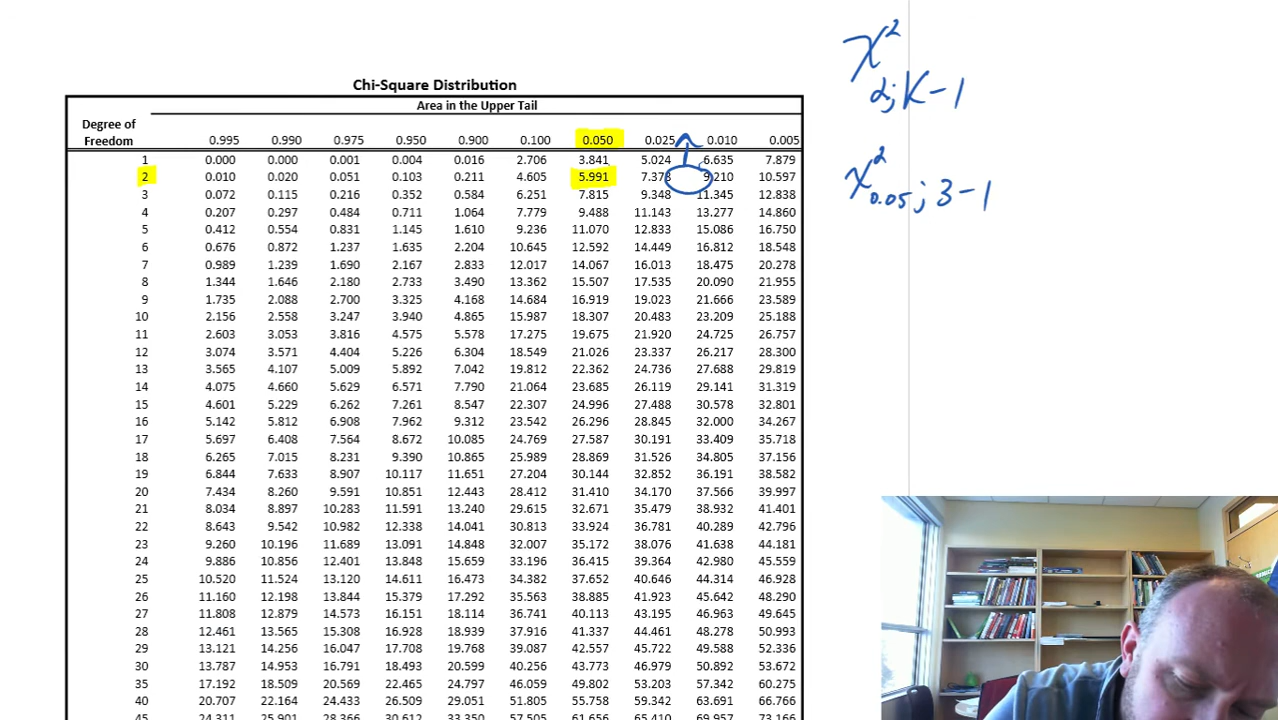 χ²
α; K-1
Chi-Square Distribution
Area in the Upper Tail
Degree of
Freedom 0.995 0.990 0.975 0.950 0.900 0.100 0.050 0.025 0.010 0.005
1 0.000 0.000 0.001 0.004 0.016 2.706 3.841 5.024 6.635 7.879
2 0.010 0.020 0.051 0.103 0.211 4.605 5.991 7.378 9.210 10.597
χ²
0.05; 3-1
3 0.072 0.115 0.216 0.352 0.584 6.251 7.815 9.348 11.345 12.838
4 0.207 0.297 0.484 0.711 1.064 7.779 9.488 11.143 13.277 14.860
5 0.412 0.554 0.831 1.145 1.610 9.236 11.070 12.833 15.086 16.750
6 0.676 0.872 1.237 1.635 2.204 10.645 12.592 14.449 16.812 18.548
7 0.989 1.239 1.690 2.167 2.833 12.017 14.067 16.013 18.475 20.278
8 1.344 1.646 2.180 2.733 3.490 13.362 15.507 17.535 20.090 21.955
9 1.735 2.088 2.700 3.325 4.168 14.684 16.919 19.023 21.666 23.589
10 2.156 2.558 3.247 3.940 4.865 15.987 18.307 20.483 23.209 25.188
11 2.603 3.053 3.816 4.575 5.578 17.275 19.675 21.920 24.725 26.757
12 3.074 3.571 4.404 5.226 6.304 18.549 21.026 23.337 26.217 28.300
13 3.565 4.107 5.009 5.892 7.042 19.812 22.362 24.736 27.688 29.819
14 4.075 4.660 5.629 6.571 7.790 21.064 23.685 26.119 29.141 31.319
15 4.601 5.229 6.262 7.261 8.547 22.307 24.996 27.488 30.578 32.801
16 5.142 5.812 6.908 7.962 9.312 23.542 26.296 28.845 32.000 34.267
17 5.697 6.408 7.564 8.672 10.085 24.769 27.587 30.191 33.409 35.718
18 6.265 7.015 8.231 9.390 10.865 25.989 28.869 31.526 34.805 37.156
19 6.844 7.633 8.907 10.117 11.651 27.204 30.144 32.852 36.191 38.582
20 7.434 8.260 9.591 10.851 12.443 28.412 31.410 34.170 37.566 39.997
21 8.034 8.897 10.283 11.591 13.240 29.615 32.671 35.479 38.932 41.401
22 8.643 9.542 10.982 12.338 14.041 30.813 33.924 36.781 40.289 42.796
23 9.260 10.196 11.689 13.091 14.848 32.007 35.172 38.076 41.638 44.181
24 9.886 10.856 12.401 13.848 15.659 33.196 36.415 39.364 42.980 45.559
25 10.520 11.524 13.120 14.611 16.473 34.382 37.652 40.646 44.314 46.928
26 11.160 12.198 13.844 15.379 17.292 35.563 38.885 41.923 45.642 48.290
27 11.808 12.879 14.573 16.151 18.114 36.741 40.113 43.195 46.963 49.645
28 12.461 13.565 15.308 16.928 18.939 37.916 41.337 44.461 48.278 50.993
29 13.121 14.256 16.047 17.708 19.768 39.087 42.557 45.722 49.588 52.336
30 13.787 14.953 16.791 18.493 20.599 40.256 43.773 46.979 50.892 53.672
35 17.192 18.509 20.569 22.465 24.797 46.059 49.802 53.203 57.342 60.275
40 20.707 22.164 24.433 26.509 29.051 51.805 55.758 59.342 63.691 66.766
45 24.311 25.901 28.366 30.612 33.350 57.505 61.656 65.410 69.957 73.166